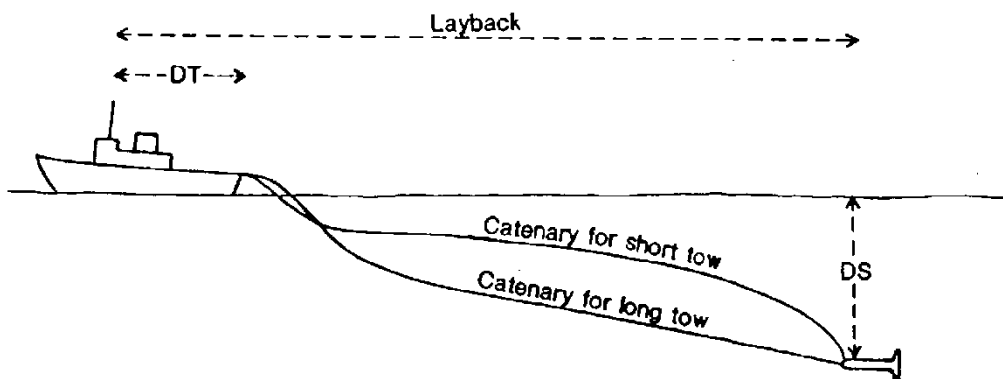 Layback
DT
Catenary for short tow
DS
Catenary for long tow